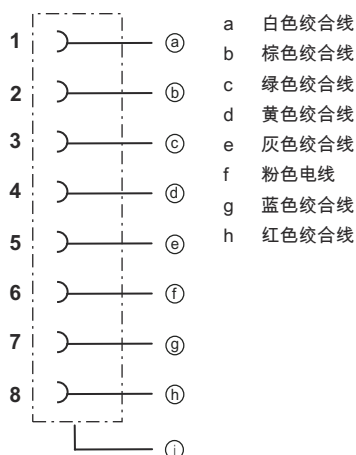 1 ⓐ
2 ⓑ
3 ⓒ
4 ⓓ
5 ⓔ
6 ⓕ
7 ⓖ
8 ⓗ
ⓘ
a 白色绞合线
b 棕色绞合线
c 绿色绞合线
d 黄色绞合线
e 灰色绞合线
f 粉色电线
g 蓝色绞合线
h 红色绞合线